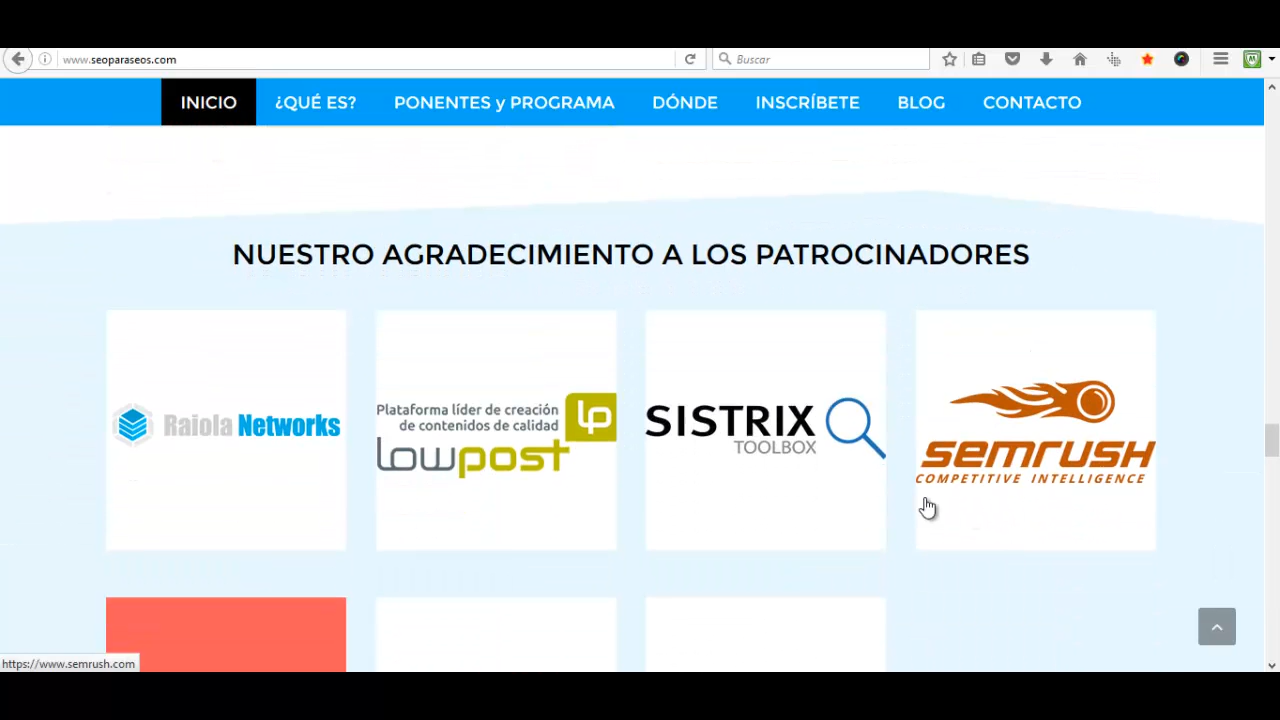 www.seoparaseos.com
Buscar
INICIO ¿QUÉ ES? PONENTES y PROGRAMA DÓNDE INSCRÍBETE BLOG CONTACTO
NUESTRO AGRADECIMIENTO A LOS PATROCINADORES
Raiola Networks
Plataforma líder de creación
de contenidos de calidad
lp
lowpost
SISTRIX
TOOLBOX
semrush
COMPETITIVE INTELLIGENCE
https://www.semrush.com